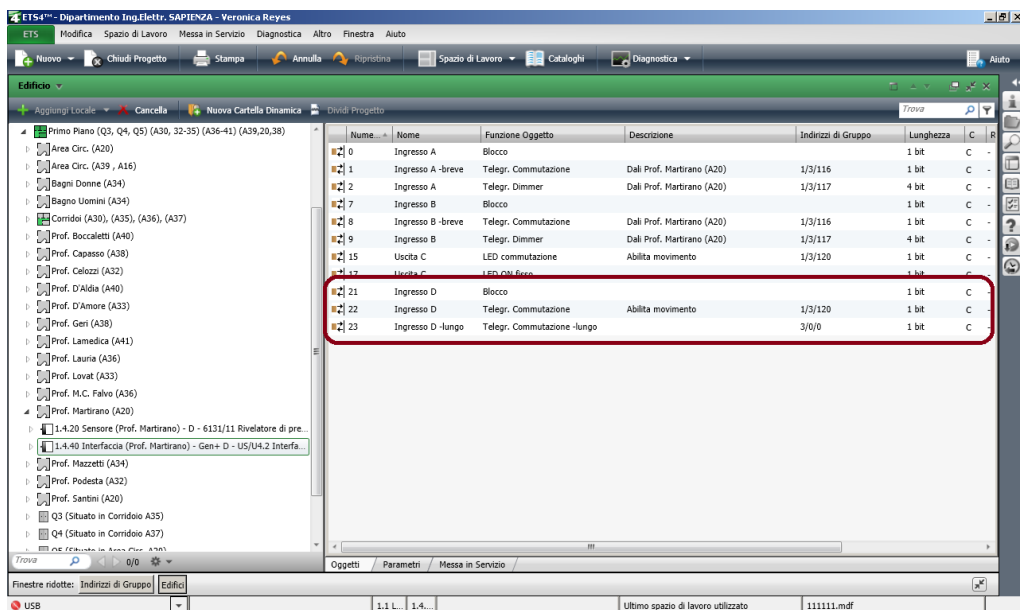 ETS4™ - Dipartimento Ing.Elettr. SAPIENZA - Veronica Reyes
ETS Modifica Spazio di Lavoro Messa in Servizio Diagnostica Altro Finestra Aiuto
Nuovo Chiudi Progetto Stampa Annulla Ripristina Spazio di Lavoro Cataloghi Diagnostica Aiuto
Edificio
Aggiungi Locale Cancella Nuova Cartella Dinamica Dividi Progetto Trova
Primo Piano (Q3, Q4, Q5) (A30, 32-35) (A36-41) (A39,20,38)
Area Circ. (A20)
Area Circ. (A39 , A16)
Bagni Donne (A34)
Bagno Uomini (A34)
Corridoi (A30), (A35), (A36), (A37)
Prof. Boccaletti (A40)
Prof. Capasso (A38)
Prof. Celozzi (A32)
Prof. D'Aldia (A40)
Prof. D'Amore (A33)
Prof. Geri (A38)
Prof. Lamedica (A41)
Prof. Lauria (A36)
Prof. Lovat (A33)
Prof. M.C. Falvo (A36)
Prof. Martirano (A20)
1.4.20 Sensore (Prof. Martirano) - D - 6131/11 Rivelatore di pre...
1.4.40 Interfaccia (Prof. Martirano) - Gen+ D - US/U4.2 Interfa...
Prof. Mazzetti (A34)
Prof. Podesta (A32)
Prof. Santini (A20)
Q3 (Situato in Corridoio A35)
Q4 (Situato in Corridoio A37)
Q5 (Situato in Area Circ. A20)
Trova 0/0
Nume... Nome Funzione Oggetto Descrizione Indirizzi di Gruppo Lunghezza C R
0 Ingresso A Blocco 1 bit C -
1 Ingresso A -breve Telegr. Commutazione Dali Prof. Martirano (A20) 1/3/116 1 bit C -
2 Ingresso A Telegr. Dimmer Dali Prof. Martirano (A20) 1/3/117 4 bit C -
7 Ingresso B Blocco 1 bit C -
8 Ingresso B -breve Telegr. Commutazione Dali Prof. Martirano (A20) 1/3/116 1 bit C -
9 Ingresso B Telegr. Dimmer Dali Prof. Martirano (A20) 1/3/117 4 bit C -
15 Uscita C LED commutazione Abilita movimento 1/3/120 1 bit C -
17 Uscita C LED ON fisso 1 bit C -
21 Ingresso D Blocco 1 bit C -
22 Ingresso D Telegr. Commutazione Abilita movimento 1/3/120 1 bit C -
23 Ingresso D -lungo Telegr. Commutazione -lungo 3/0/0 1 bit C -
Oggetti Parametri Messa in Servizio
Finestre ridotte: Indirizzi di Gruppo Edifici
USB 1.1 L... 1.4.... Ultimo spazio di lavoro utilizzato 111111.mdf